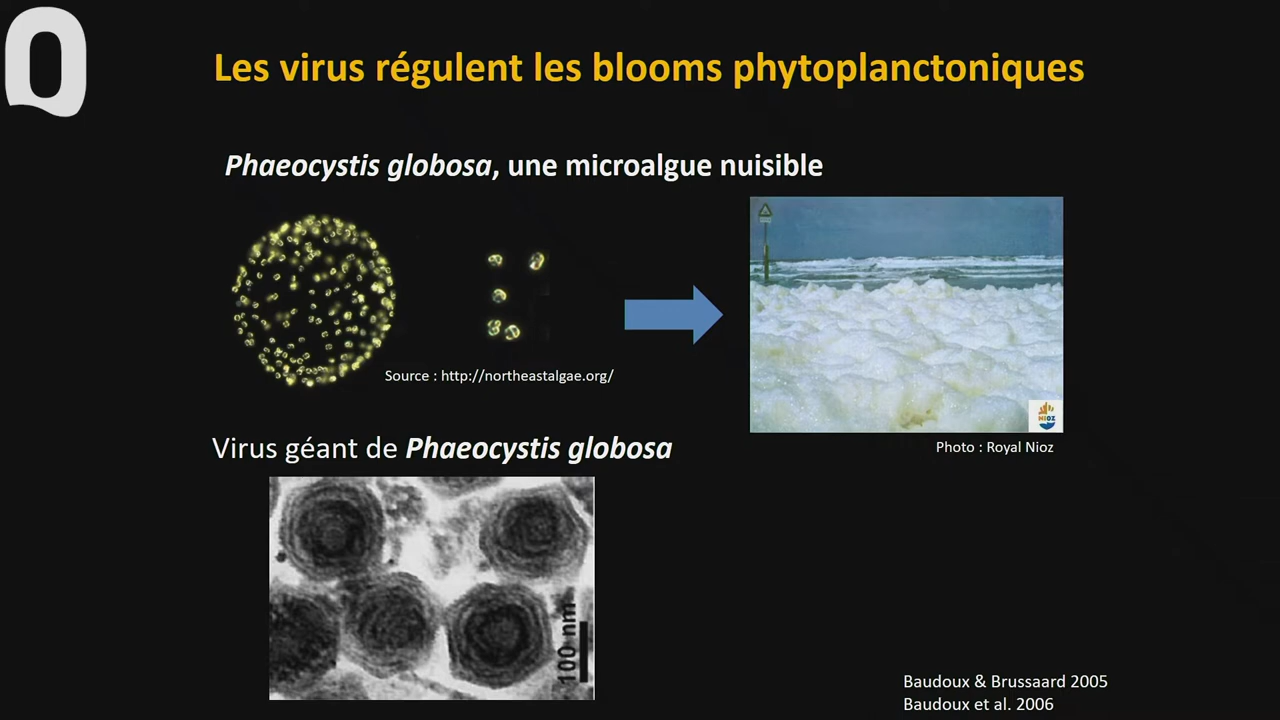 Q
Les virus régulent les blooms phytoplanctoniques
Phaeocystis globosa, une microalgue nuisible
Source : http://northeastalgae.org/
NIOZ
Photo : Royal Nioz
Virus géant de Phaeocystis globosa
100 nm
Baudoux & Brussaard 2005
Baudoux et al. 2006